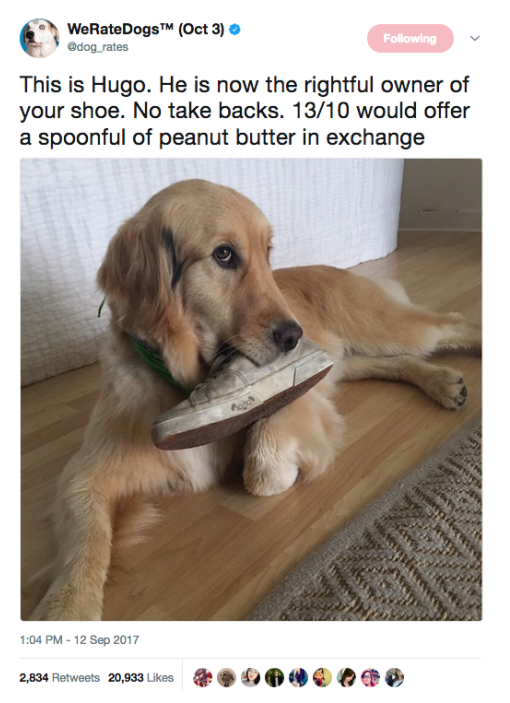 WeRateDogs™ (Oct 3)
@dog_rates
Following
This is Hugo. He is now the rightful owner of
your shoe. No take backs. 13/10 would offer
a spoonful of peanut butter in exchange
1:04 PM - 12 Sep 2017
2,834 Retweets 20,933 Likes